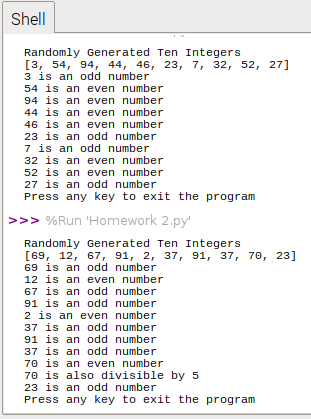 Shell
Randomly Generated Ten Integers
[3, 54, 94, 44, 46, 23, 7, 32, 52, 27]
3 is an odd number
54 is an even number
94 is an even number
44 is an even number
46 is an even number
23 is an odd number
7 is an odd number
32 is an even number
52 is an even number
27 is an odd number
Press any key to exit the program
>>> %Run 'Homework 2.py'
Randomly Generated Ten Integers
[69, 12, 67, 91, 2, 37, 91, 37, 70, 23]
69 is an odd number
12 is an even number
67 is an odd number
91 is an odd number
2 is an even number
37 is an odd number
91 is an odd number
37 is an odd number
70 is an even number
70 is also divisible by 5
23 is an odd number
Press any key to exit the program